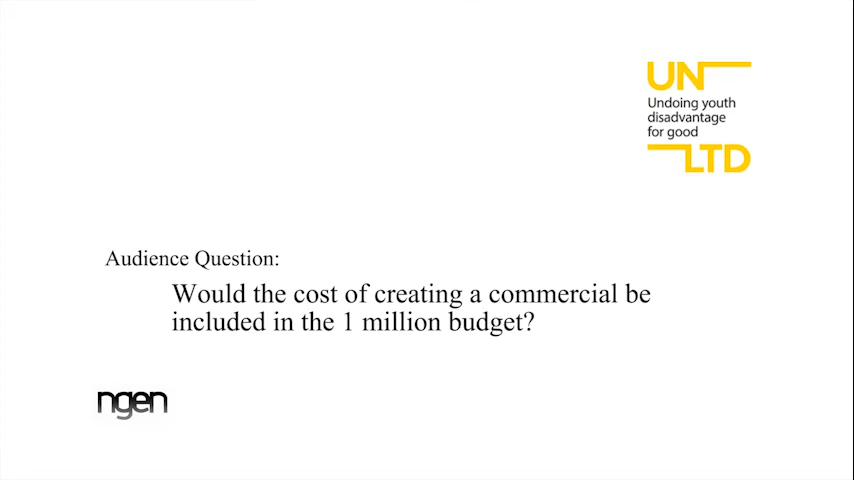 UN
Undoing youth
disadvantage
for good
LTD
Audience Question:
Would the cost of creating a commercial be
included in the 1 million budget?
ngen